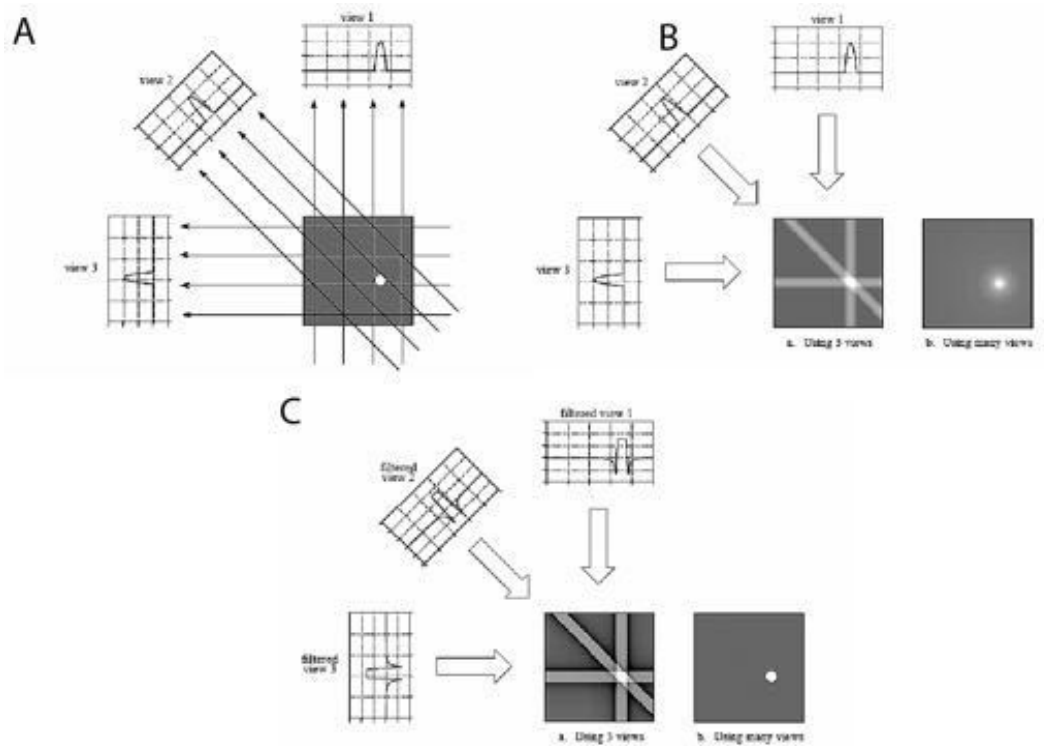 A
view 1
view 2
view 3
B
view 1
view 2
view 3
a. Using 3 views
b. Using many views
C
filtered view 1
filtered
view 2
filtered
view 3
a. Using 3 views
b. Using many views